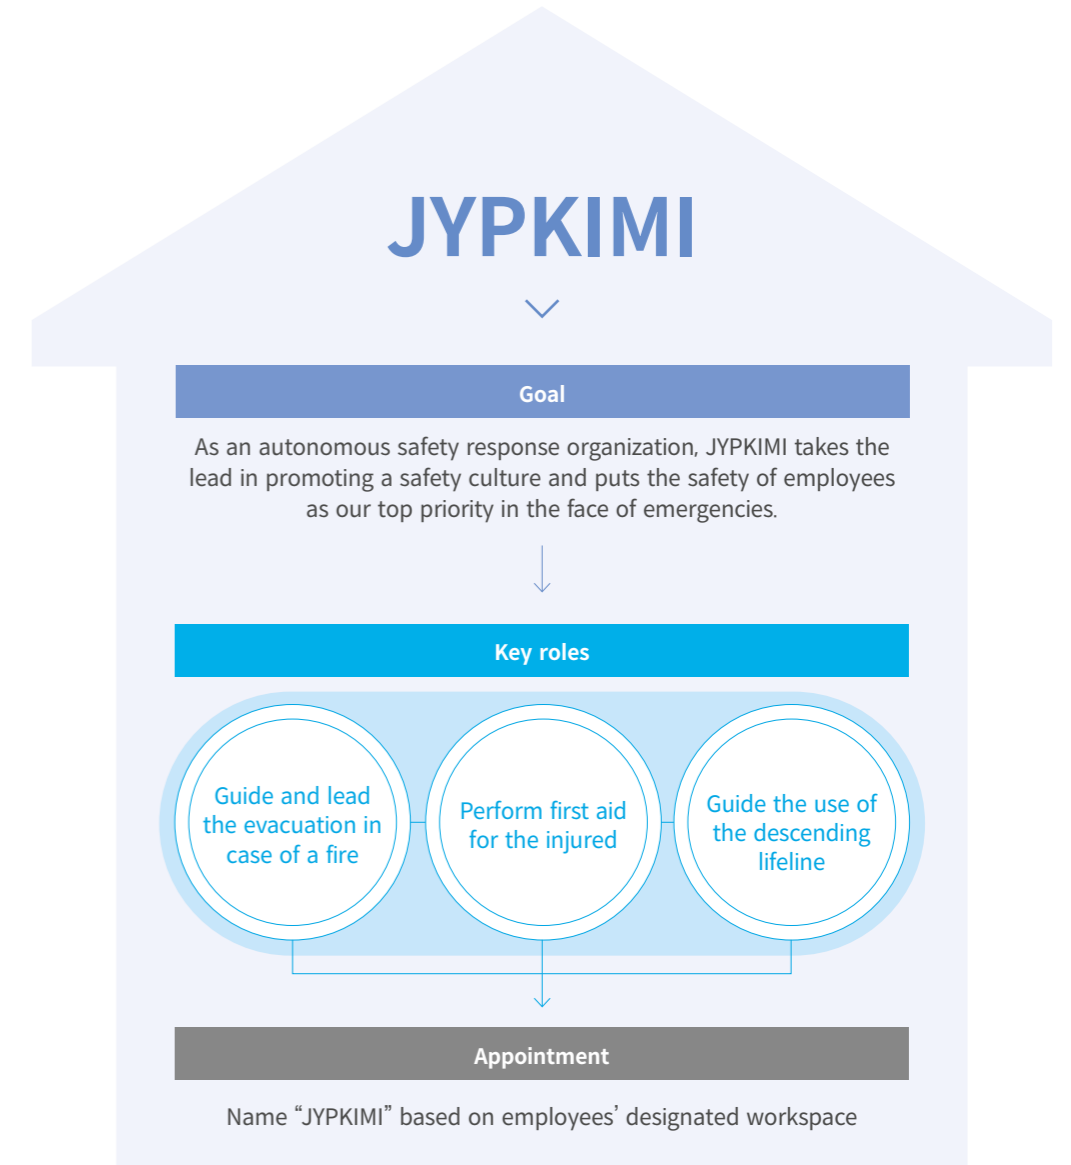 JYPKIMI
Goal
As an autonomous safety response organization, JYPKIMI takes the
lead in promoting a safety culture and puts the safety of employees
as our top priority in the face of emergencies.
Key roles
Guide and lead
the evacuation in
case of a fire
Perform first aid
for the injured
Guide the use of
the descending
lifeline
Appointment
Name “JYPKIMI” based on employees’ designated workspace